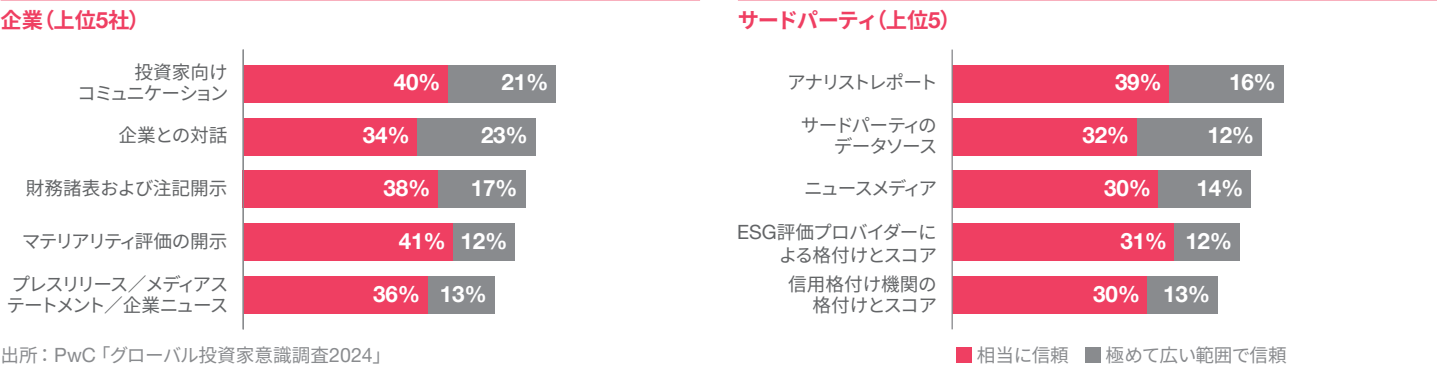 企業（上位5社）
投資家向け
コミュニケーション
40% 21%
企業との対話
34% 23%
財務諸表および注記開示
38% 17%
マテリアリティ評価の開示
41% 12%
プレスリリース／メディアス
テートメント／企業ニュース
36% 13%
サードパーティ（上位5）
アナリストレポート
39% 16%
サードパーティの
データソース
32% 12%
ニュースメディア
30% 14%
ESG評価プロバイダーに
よる格付けとスコア
31% 12%
信用格付け機関の
格付けとスコア
30% 13%
出所：PwC「グローバル投資家意識調査2024」
相当に信頼 極めて広い範囲で信頼